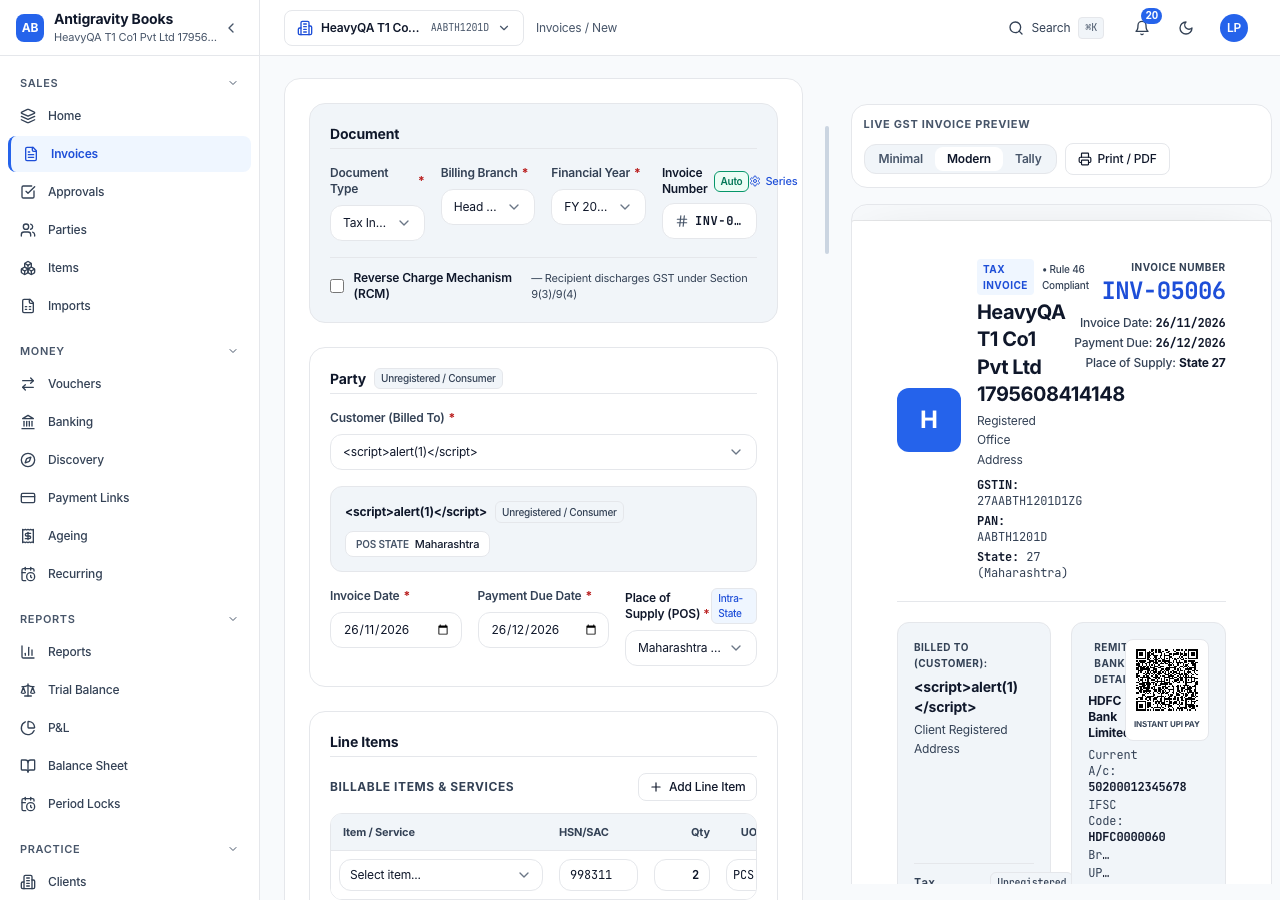 AB
Antigravity Books
HeavyQA T1 Co1 Pvt Ltd 17956...
HeavyQA T1 Co... AABTH1201D
Invoices / New
Search ⌘K
20
LP
SALES
Home
Invoices
Approvals
Parties
Items
Imports
MONEY
Vouchers
Banking
Discovery
Payment Links
Ageing
Recurring
REPORTS
Reports
Trial Balance
P&L
Balance Sheet
Period Locks
PRACTICE
Clients
Document
Document Type *
Tax In...
Billing Branch *
Head ...
Financial Year *
FY 20...
Invoice Number Auto Series
# INV-0…
Reverse Charge Mechanism (RCM)
— Recipient discharges GST under Section 9(3)/9(4)
Party Unregistered / Consumer
Customer (Billed To) *
<script>alert(1)</script>
<script>alert(1)</script> Unregistered / Consumer
POS STATE Maharashtra
Invoice Date *
26/11/2026
Payment Due Date *
26/12/2026
Place of Supply (POS) * Intra-State
Maharashtra ...
Line Items
BILLABLE ITEMS & SERVICES
+ Add Line Item
Item / Service HSN/SAC Qty UO
Select item... 998311 2 PCS
LIVE GST INVOICE PREVIEW
Minimal Modern Tally
Print / PDF
TAX INVOICE
• Rule 46 Compliant
INVOICE NUMBER
INV-05006
Invoice Date: 26/11/2026
Payment Due: 26/12/2026
Place of Supply: State 27
H
HeavyQA
T1 Co1
Pvt Ltd
1795608414148
Registered
Office
Address
GSTIN:
27AABTH1201D1ZG
PAN:
AABTH1201D
State: 27
(Maharashtra)
BILLED TO
(CUSTOMER):
<script>alert(1)
</script>
Client Registered
Address
Tax Unregistered
REMIT
BANK
DETAI
HDFC
Bank
Limite
INSTANT UPI PAY
Current
A/c:
50200012345678
IFSC
Code:
HDFC0000060
Br…
UP…